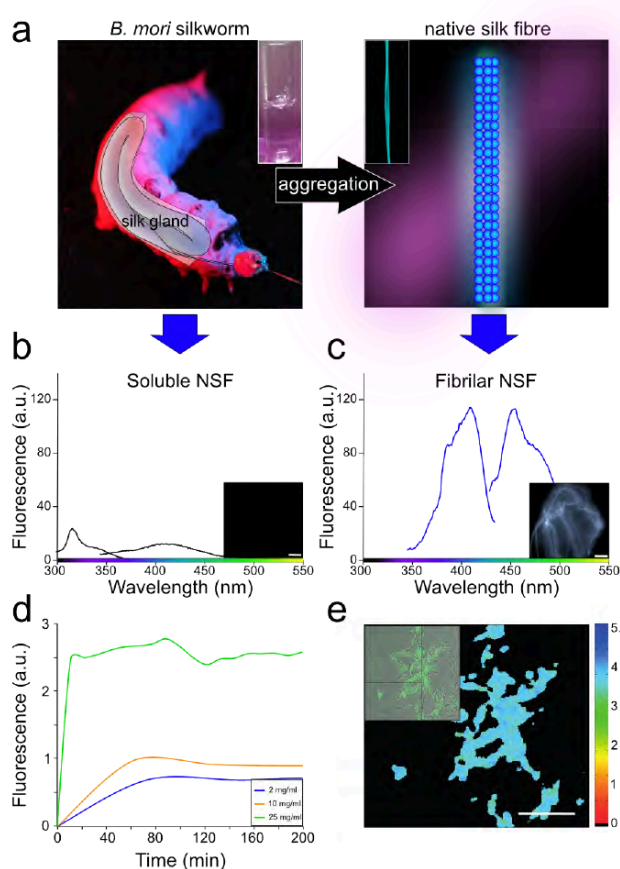 a
B. mori silkworm
native silk fibre
silk gland
aggregation
b
Soluble NSF
Fluorescence (a.u.)
120
80
40
0
300 350 400 450 500 550
Wavelength (nm)
c
Fibrilar NSF
Fluorescence (a.u.)
120
80
40
0
300 350 400 450 500 550
Wavelength (nm)
d
Fluorescence (a.u.)
3
2
1
0
0 40 80 120 160 200
Time (min)
2 mg/ml
10 mg/ml
25 mg/ml
e
5.
4
3
2
1
0